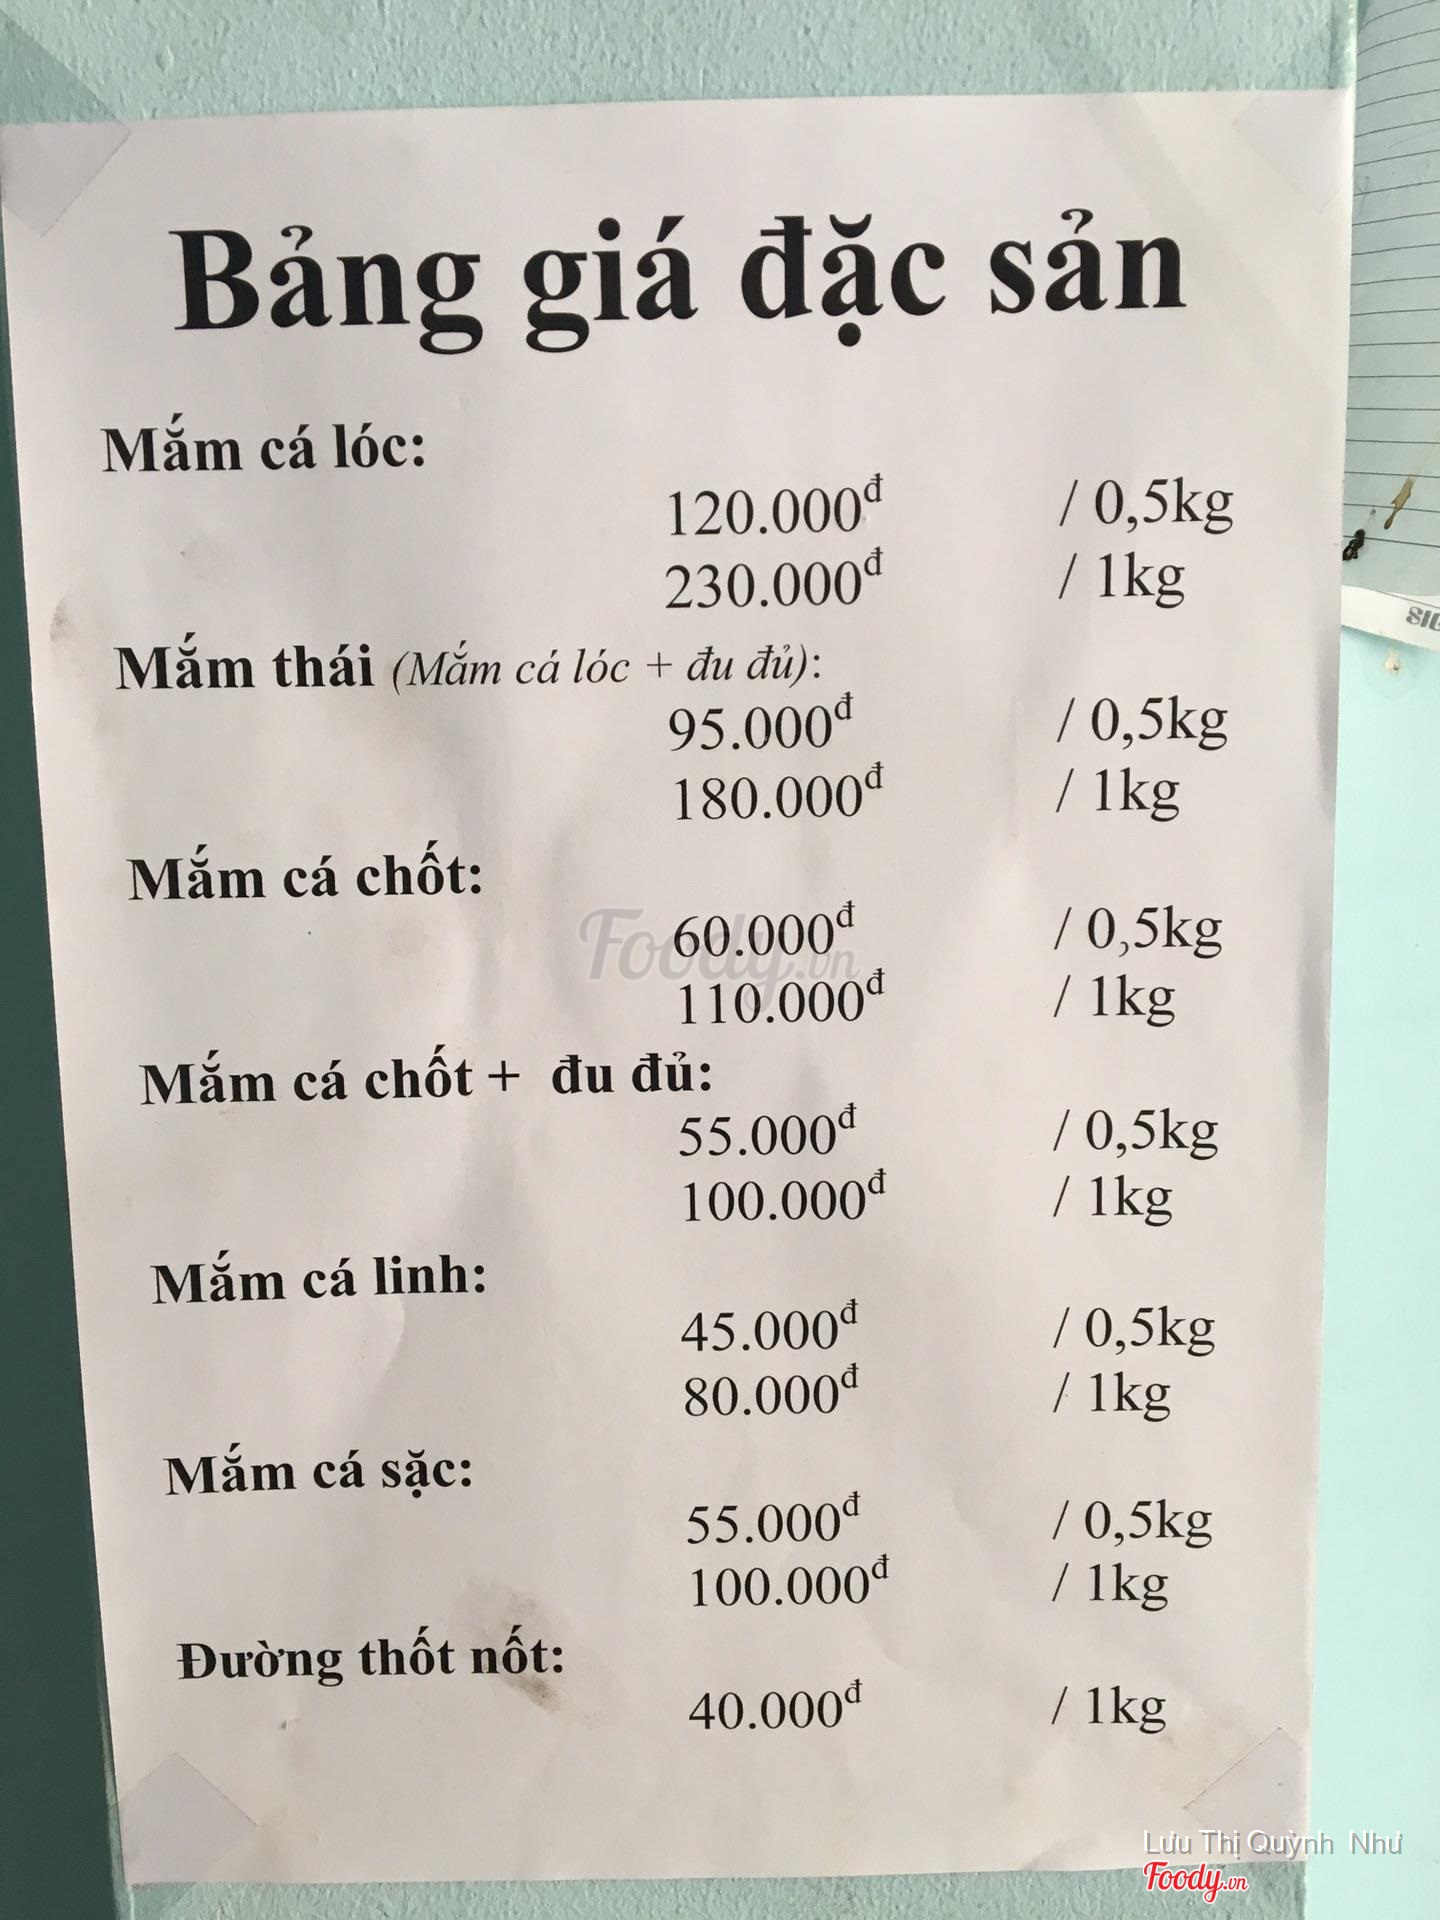 Bảng giá đặc sản
Mắm cá lóc:
120.000đ / 0,5kg
230.000đ / 1kg
Mắm thái (Mắm cá lóc + đu đủ):
95.000đ / 0,5kg
180.000đ / 1kg
Mắm cá chốt:
60.000đ / 0,5kg
110.000đ / 1kg
Mắm cá chốt + đu đủ:
55.000đ / 0,5kg
100.000đ / 1kg
Mắm cá linh:
45.000đ / 0,5kg
80.000đ / 1kg
Mắm cá sặc:
55.000đ / 0,5kg
100.000đ / 1kg
Đường thốt nốt:
40.000đ / 1kg
Foody.vn
Lưu Thị Quỳnh Như
Foody.vn